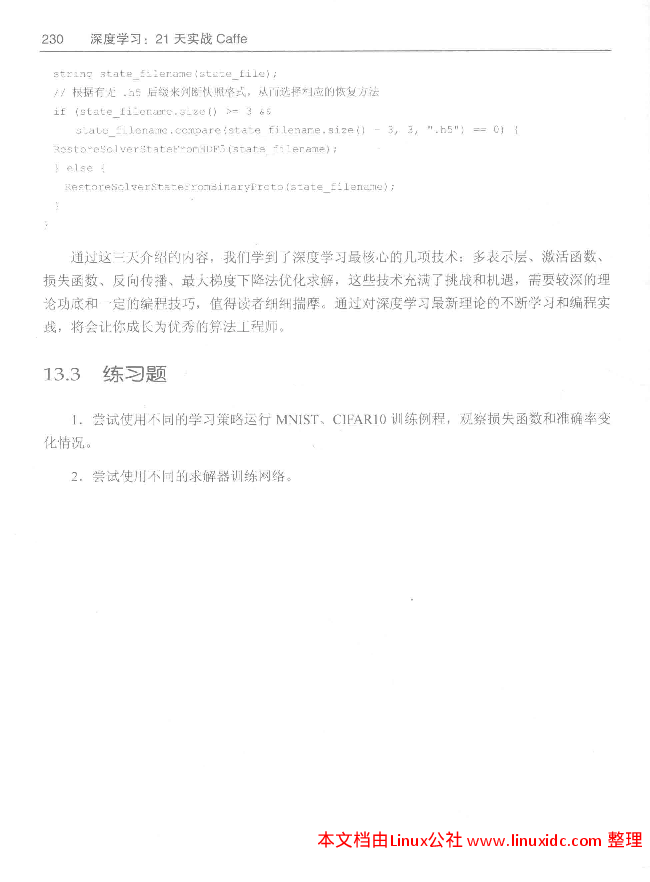 230 深度学习：21 天实战 Caffe
string state_filename(state_file);
// 根据有无 .h5 后缀来判断快照格式，从而选择相应的恢复方法
if (state_filename.size() >= 3 &&
state_filename.compare(state_filename.size() - 3, 3, ".h5") == 0) {
RestoreSolverStateFromHDF5(state_filename);
} else {
RestoreSolverStateFromBinaryProto(state_filename);
}
}
通过这三天介绍的内容，我们学到了深度学习最核心的几项技术：多表示层、激活函数、
损失函数、反向传播、最大梯度下降法优化求解，这些技术充满了挑战和机遇，需要较深的理
论功底和一定的编程技巧，值得读者细细揣摩。通过对深度学习最新理论的不断学习和编程实
践，将会让你成长为优秀的算法工程师。
13.3 练习题
1．尝试使用不同的学习策略运行 MNIST、CIFAR10 训练例程，观察损失函数和准确率变
化情况。
2．尝试使用不同的求解器训练网络。
本文档由Linux公社 www.linuxidc.com 整理